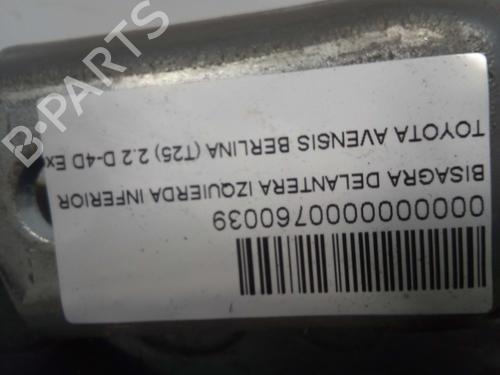 0000000000760039
BISAGRA DELANTERA IZQUIERDA INFERIOR
TOYOTA AVENSIS BERLINA (T25) 2.2 D-4D Ex
B-PARTS